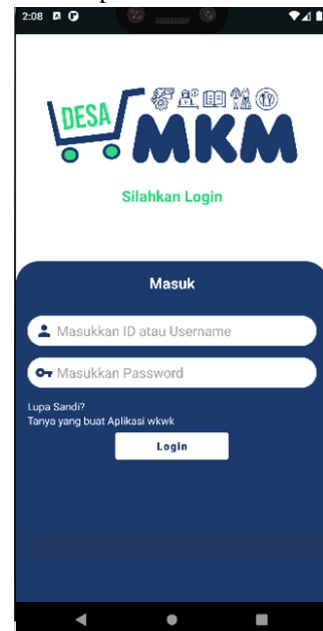 2:08
DESA
MKM
Silahkan Login
Masuk
Masukkan ID atau Username
Masukkan Password
Lupa Sandi?
Tanya yang buat Aplikasi wkwk
Login